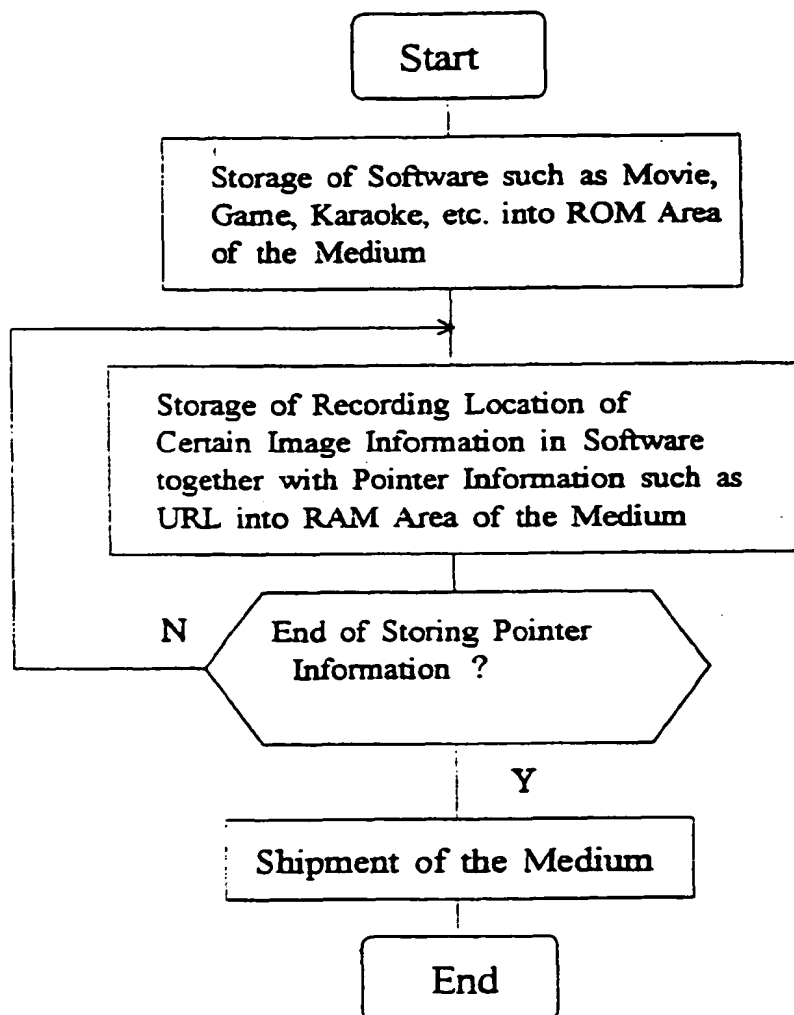 Start
Storage of Software such as Movie,
Game, Karaoke, etc. into ROM Area
of the Medium
Storage of Recording Location of
Certain Image Information in Software
together with Pointer Information such as
URL into RAM Area of the Medium
N
End of Storing Pointer
Information ?
Y
Shipment of the Medium
End